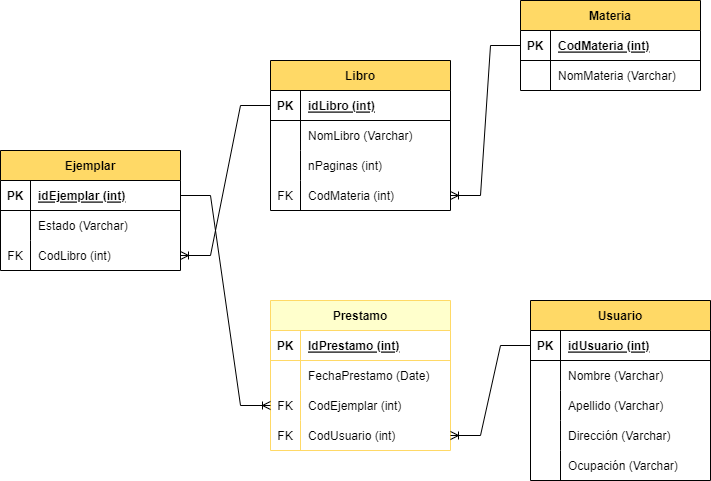 Materia
PK CodMateria (int)
NomMateria (Varchar)
Libro
PK idLibro (int)
NomLibro (Varchar)
nPaginas (int)
FK CodMateria (int)
Ejemplar
PK idEjemplar (int)
Estado (Varchar)
FK CodLibro (int)
Prestamo
PK IdPrestamo (int)
FechaPrestamo (Date)
FK CodEjemplar (int)
FK CodUsuario (int)
Usuario
PK idUsuario (int)
Nombre (Varchar)
Apellido (Varchar)
Dirección (Varchar)
Ocupación (Varchar)